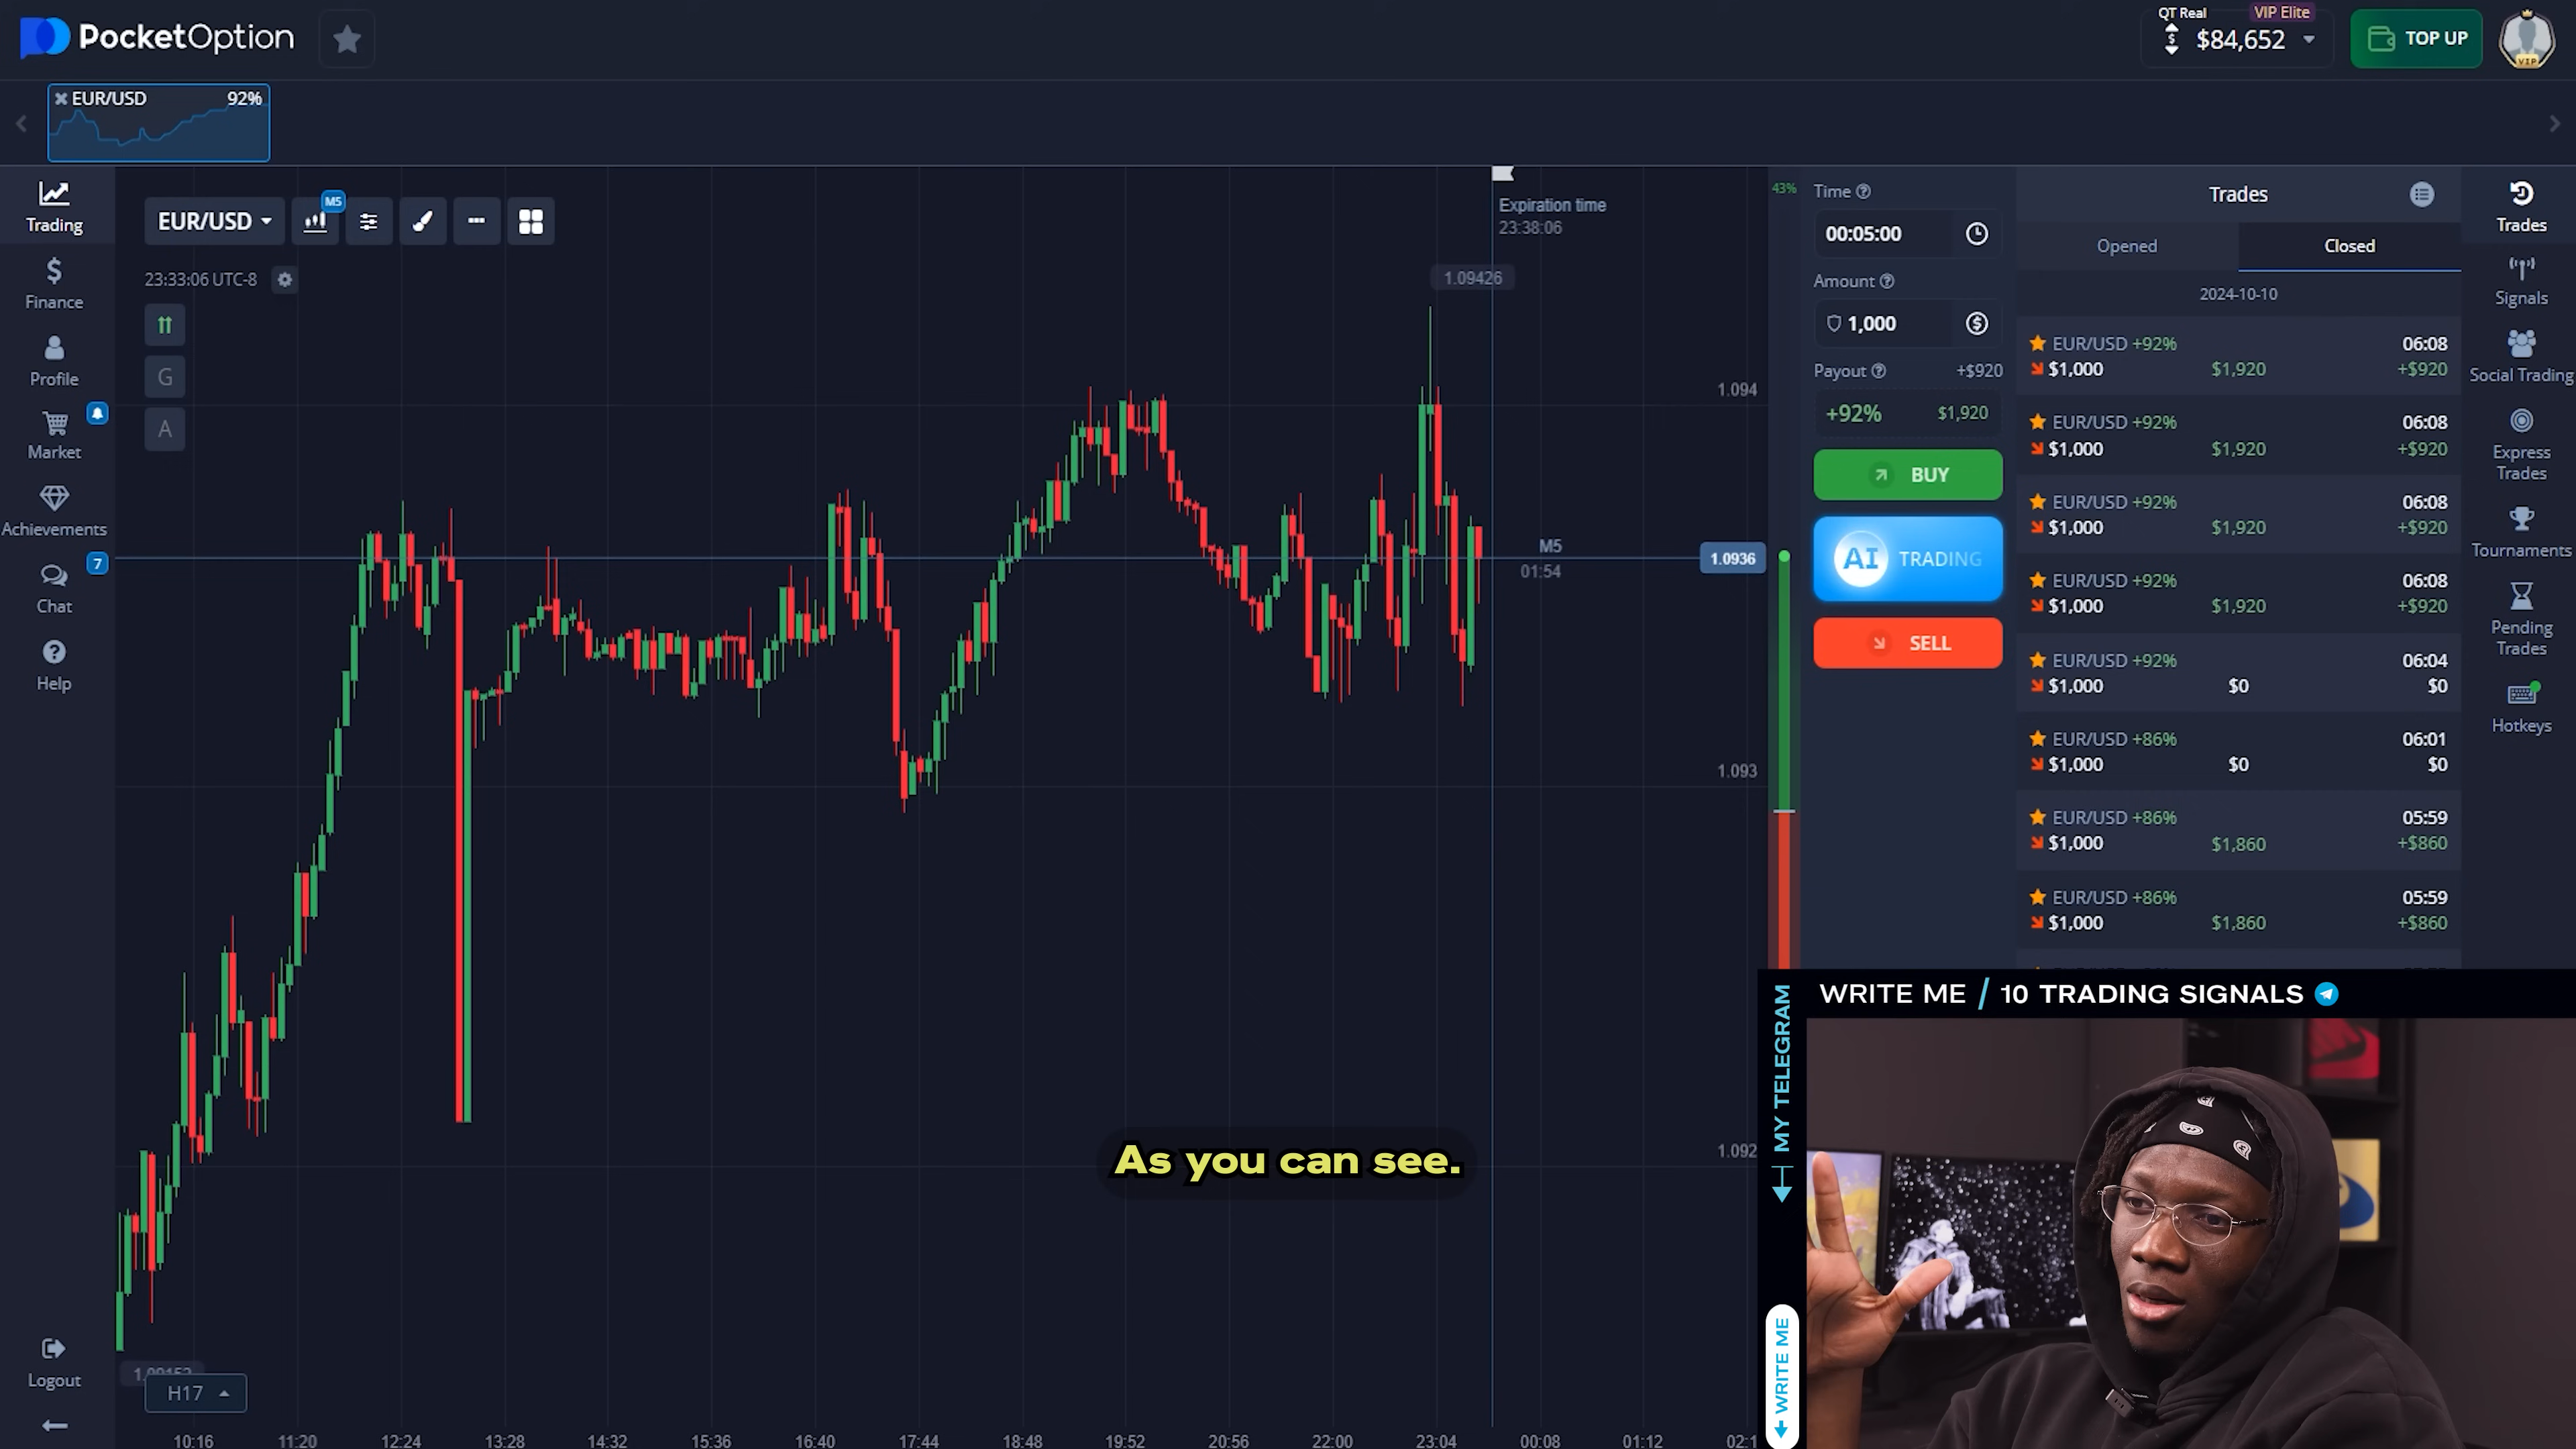 PocketOption
QT Real
VIP Elite
$84,652
TOP UP
VIP
EUR/USD 92%
Trading
Finance
Profile
Market
Achievements
7
Chat
Help
Logout
EUR/USD
M5
23:33:06 UTC-8
G
A
Expiration time
23:38:06
1.09426
1.094
M5
01:54
1.0936
1.093
1.092
H17
10:16 11:20 12:24 13:28 14:32 15:36 16:40 17:44 18:48 19:52 20:56 22:00 23:04 00:08 01:12
43%
Time
00:05:00
Amount
1,000
Payout +$920
+92% $1,920
BUY
AI TRADING
SELL
Trades
Opened Closed
2024-10-10
EUR/USD +92% 06:08
$1,000 $1,920 +$920
EUR/USD +92% 06:08
$1,000 $1,920 +$920
EUR/USD +92% 06:08
$1,000 $1,920 +$920
EUR/USD +92% 06:08
$1,000 $1,920 +$920
EUR/USD +92% 06:04
$1,000 $0 $0
EUR/USD +86% 06:01
$1,000 $0 $0
EUR/USD +86% 05:59
$1,000 $1,860 +$860
EUR/USD +86% 05:59
$1,000 $1,860 +$860
Trades
Signals
Social Trading
Express
Trades
Tournaments
Pending
Trades
Hotkeys
WRITE ME / 10 TRADING SIGNALS
MY TELEGRAM
WRITE ME
As you can see.